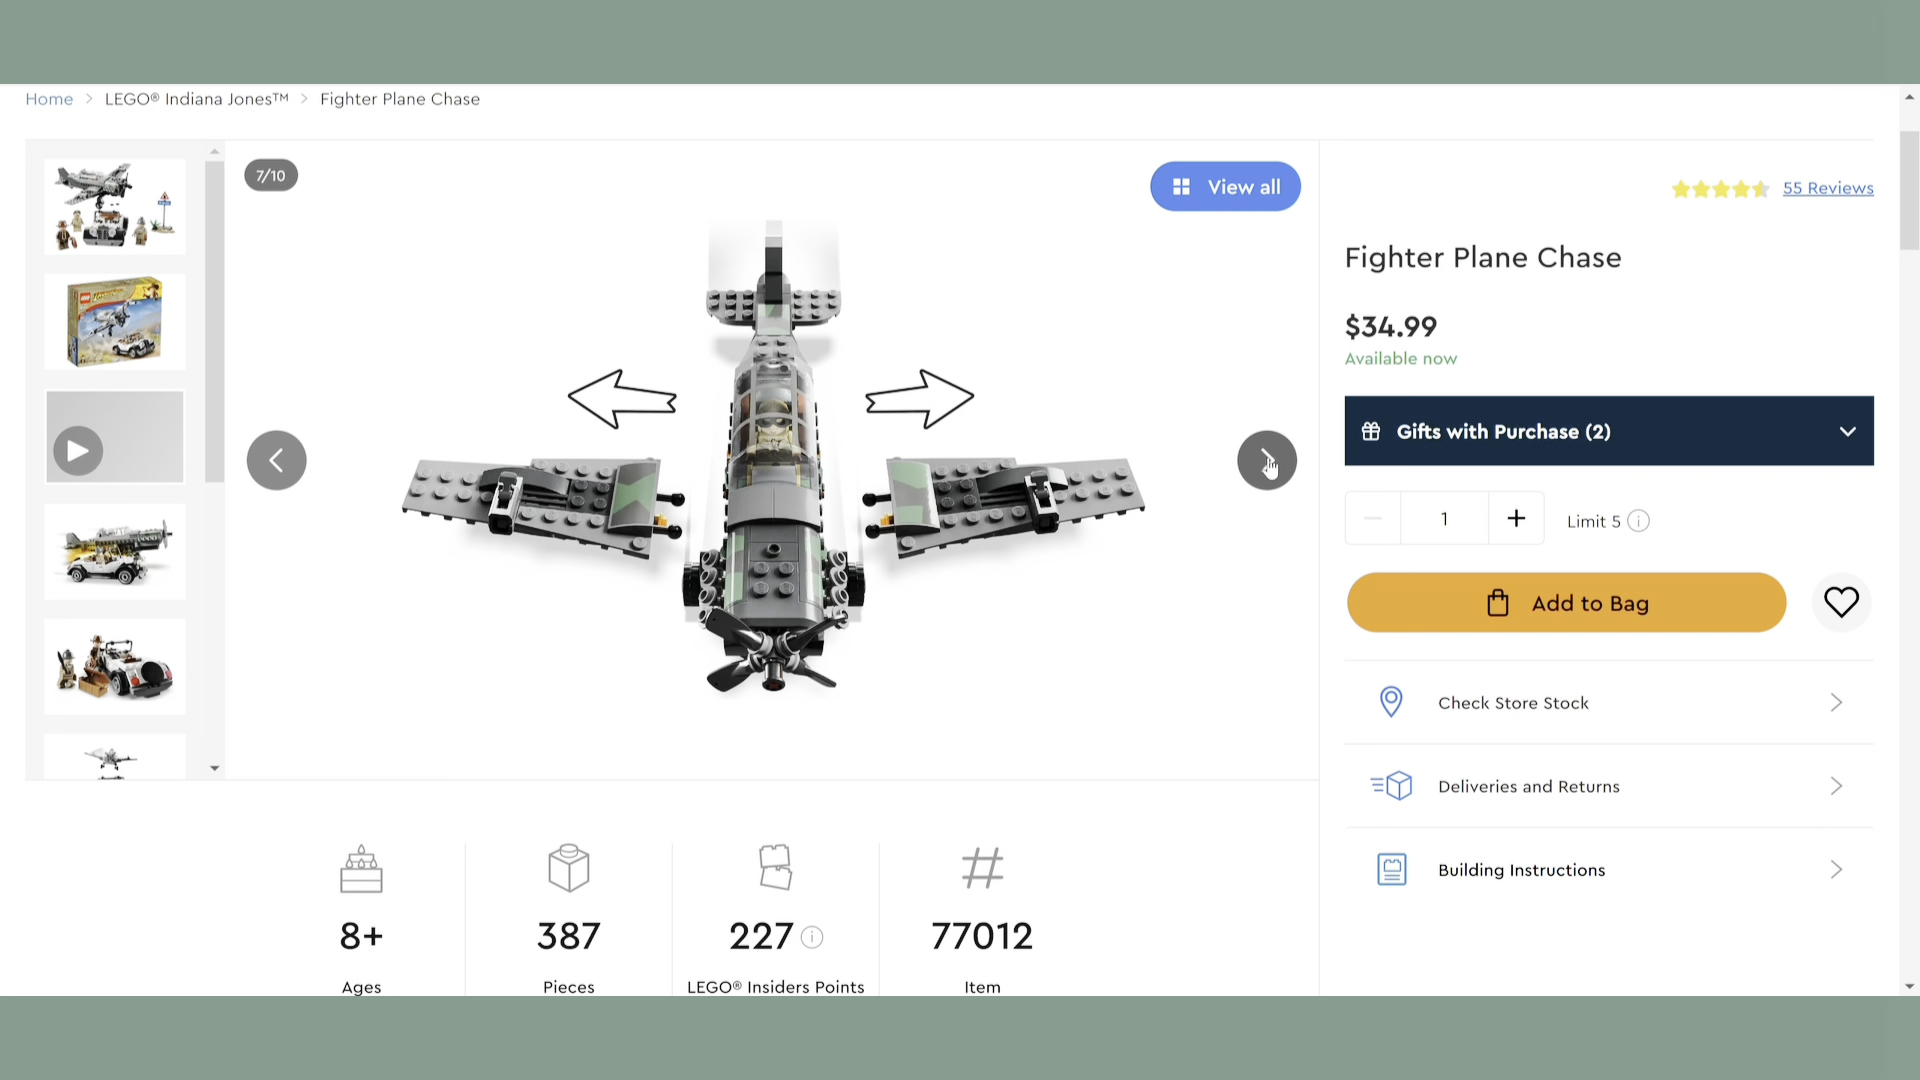 Home > LEGO® Indiana Jones™ > Fighter Plane Chase
7/10
View all
55 Reviews
Fighter Plane Chase
$34.99
Available now
Gifts with Purchase (2)
1
Limit 5
Add to Bag
Check Store Stock
Deliveries and Returns
Building Instructions
8+
387
227
77012
Ages
Pieces
LEGO® Insiders Points
Item